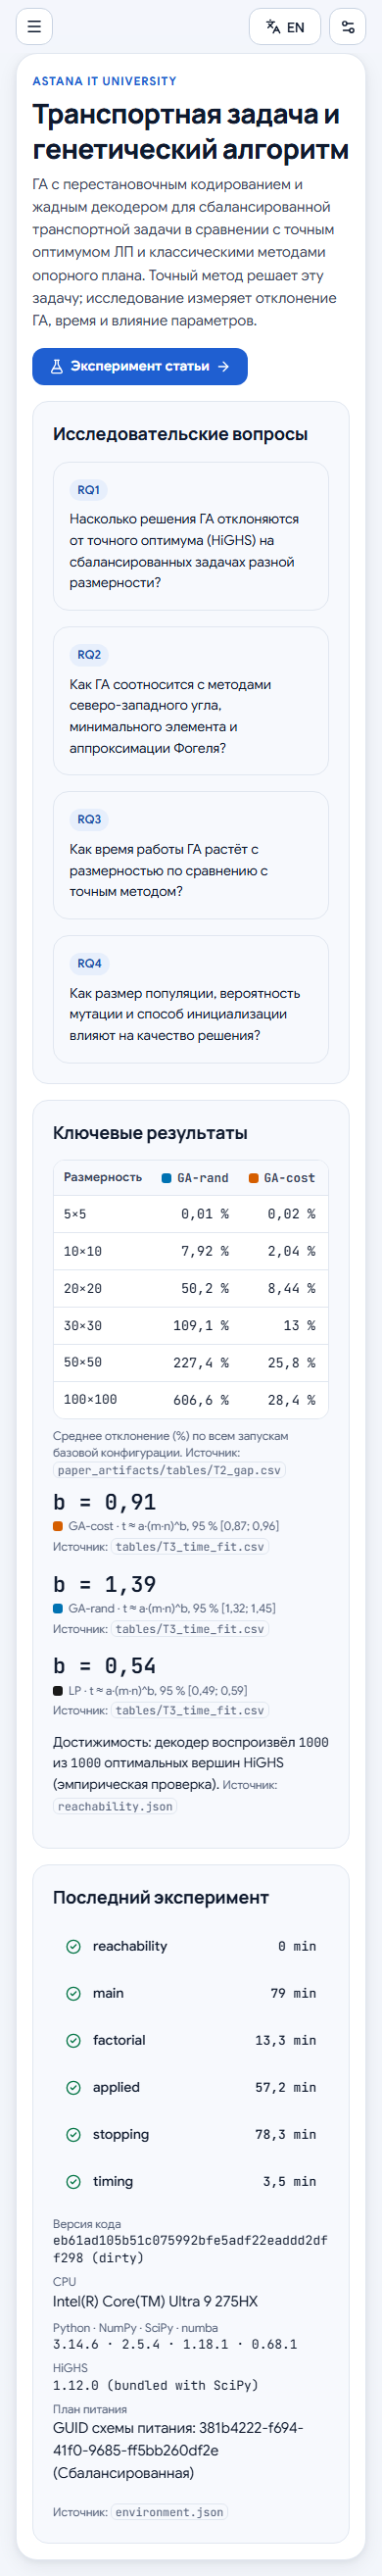 EN
ASTANA IT UNIVERSITY
Транспортная задача и
генетический алгоритм
ГА с перестановочным кодированием и
жадным декодером для сбалансированной
транспортной задачи в сравнении с точным
оптимумом ЛП и классическими методами
опорного плана. Точный метод решает эту
задачу; исследование измеряет отклонение
ГА, время и влияние параметров.
Эксперимент статьи →
Исследовательские вопросы
RQ1
Насколько решения ГА отклоняются
от точного оптимума (HiGHS) на
сбалансированных задачах разной
размерности?
RQ2
Как ГА соотносится с методами
северо-западного угла,
минимального элемента и
аппроксимации Фогеля?
RQ3
Как время работы ГА растёт с
размерностью по сравнению с
точным методом?
RQ4
Как размер популяции, вероятность
мутации и способ инициализации
влияют на качество решения?
Ключевые результаты
Размерность GA-rand GA-cost
5×5 0,01 % 0,02 %
10×10 7,92 % 2,04 %
20×20 50,2 % 8,44 %
30×30 109,1 % 13 %
50×50 227,4 % 25,8 %
100×100 606,6 % 28,4 %
Среднее отклонение (%) по всем запускам
базовой конфигурации. Источник:
paper_artifacts/tables/T2_gap.csv
b = 0,91
GA-cost · t ≈ a·(m·n)^b, 95 % [0,87; 0,96]
Источник: tables/T3_time_fit.csv
b = 1,39
GA-rand · t ≈ a·(m·n)^b, 95 % [1,32; 1,45]
Источник: tables/T3_time_fit.csv
b = 0,54
LP · t ≈ a·(m·n)^b, 95 % [0,49; 0,59]
Источник: tables/T3_time_fit.csv
Достижимость: декодер воспроизвёл 1000
из 1000 оптимальных вершин HiGHS
(эмпирическая проверка). Источник:
reachability.json
Последний эксперимент
reachability 0 min
main 79 min
factorial 13,3 min
applied 57,2 min
stopping 78,3 min
timing 3,5 min
Версия кода
eb61ad105b51c075992bfe5adf22eaddd2df
f298 (dirty)
CPU
Intel(R) Core(TM) Ultra 9 275HX
Python · NumPy · SciPy · numba
3.14.6 · 2.5.4 · 1.18.1 · 0.68.1
HiGHS
1.12.0 (bundled with SciPy)
План питания
GUID схемы питания: 381b4222-f694-
41f0-9685-ff5bb260df2e
(Сбалансированная)
Источник: environment.json